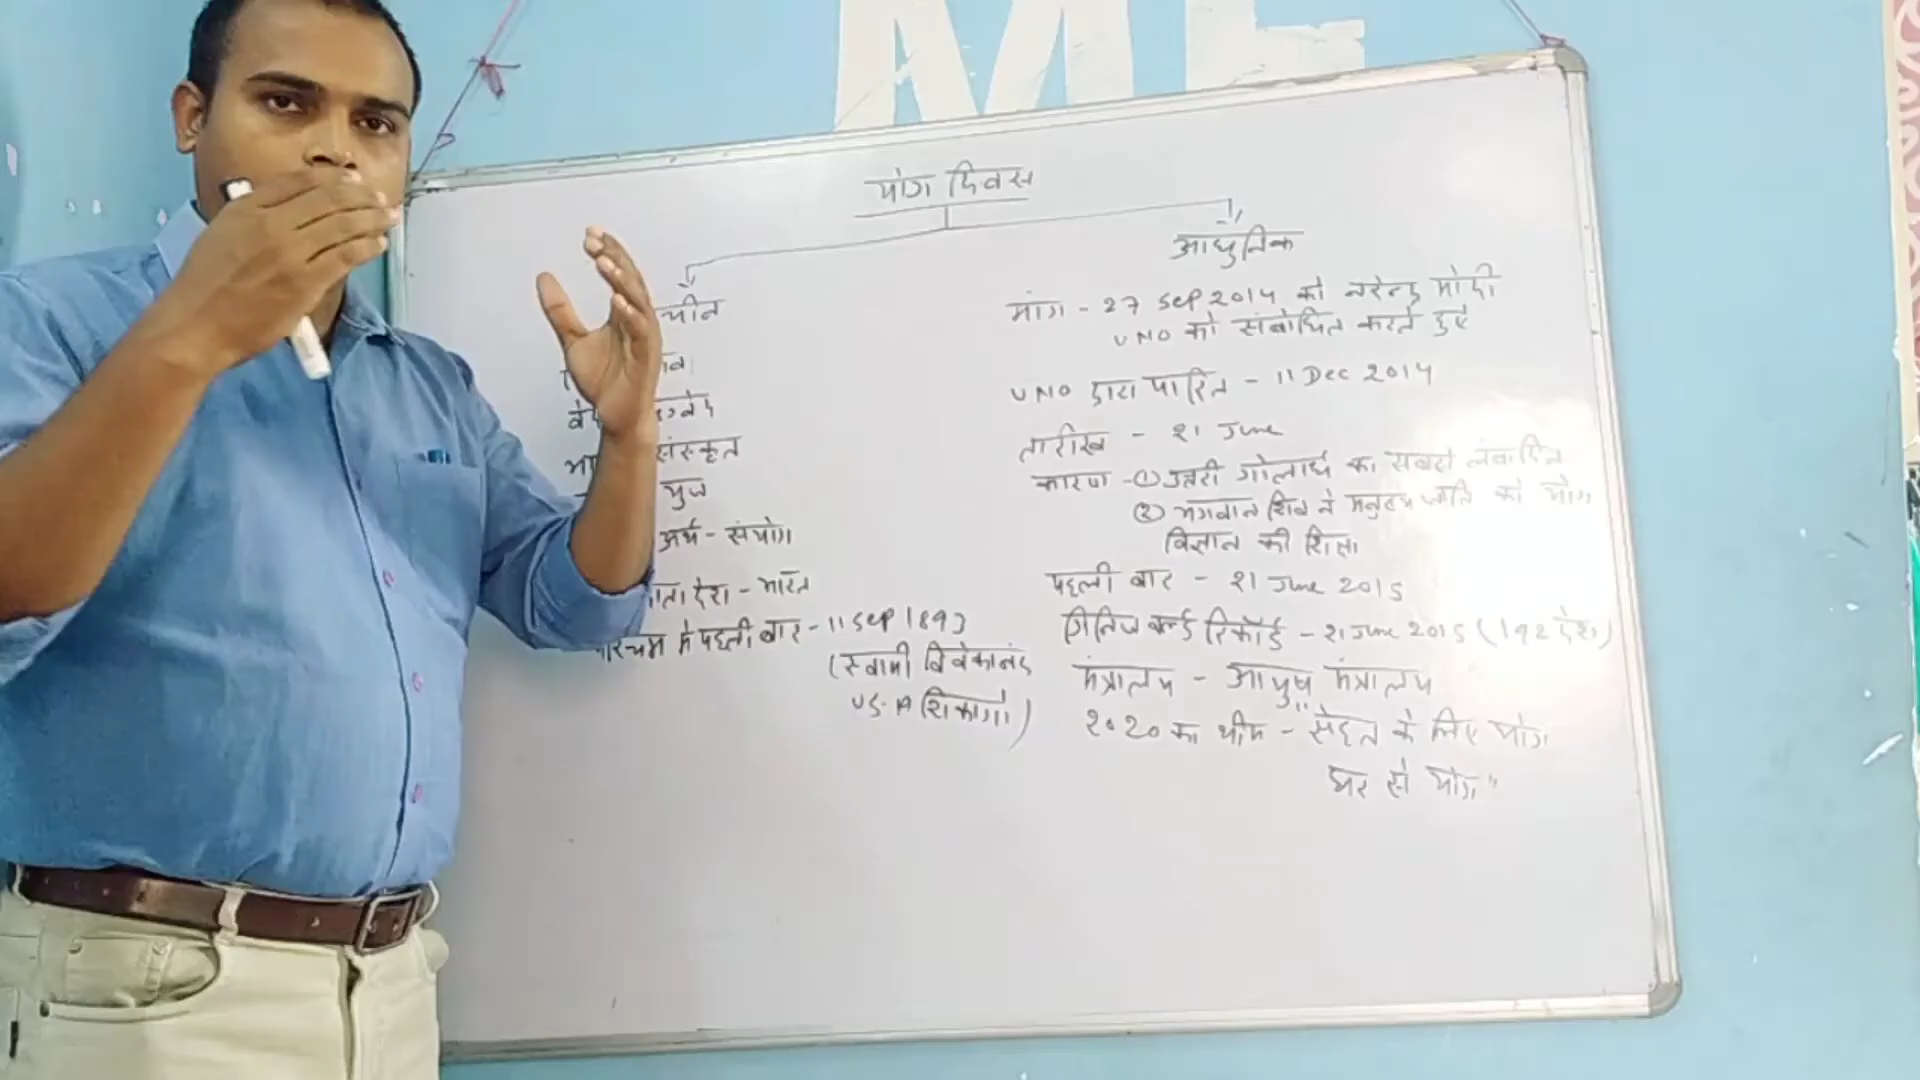 ME
योग दिवस
चीन
वेद
ग्वेद
संस्कृत
युज
अर्थ - संयोग
दाता देश - भारत
पश्चिम मे पहली बार - 11 Sep 1893
(स्वामी विवेकानंद
U.S.A शिकागो)
आधुनिक
मांग - 27 Sep 2014 को नरेन्द्र मोदी
UNO को संबोधित करते हुए
UNO द्वारा पारित - 11 Dec 2014
तारीख - 21 June
कारण - ① उत्तरी गोलार्ध का सबसे लंबा दिन
② भगवान शिव ने मनुष्य जाति को योग
विज्ञान की शिक्षा
पहली बार - 21 June 2015
गिनिज वर्ल्ड रिकॉर्ड - 21 June 2015 (192 देश)
मंत्रालय - आयुष मंत्रालय
2020 का थीम - "सेहत के लिए योग
घर से योग"